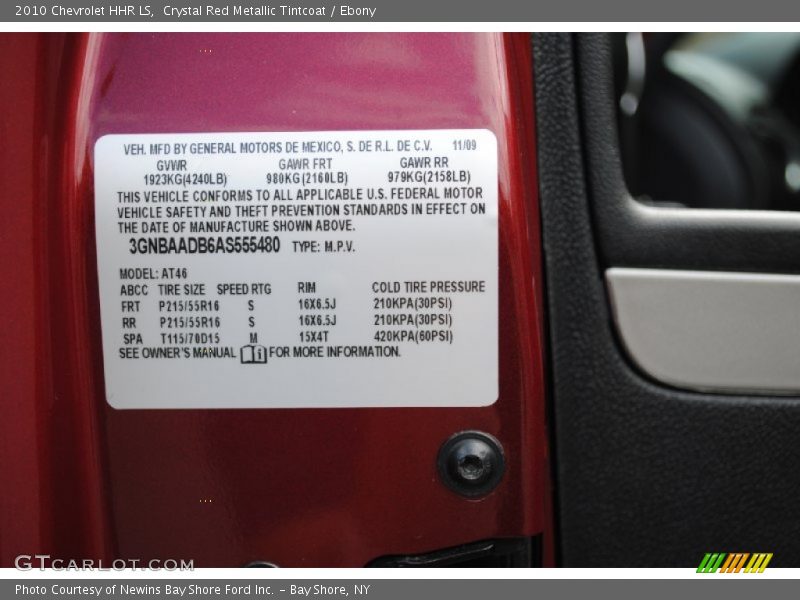 2010 Chevrolet HHR LS,  Crystal Red Metallic Tintcoat / Ebony
VEH. MFD BY GENERAL MOTORS DE MEXICO, S. DE R.L. DE C.V. 11/09
GVWR GAWR FRT GAWR RR
1923KG(4240LB) 980KG(2160LB) 979KG(2158LB)
THIS VEHICLE CONFORMS TO ALL APPLICABLE U.S. FEDERAL MOTOR
VEHICLE SAFETY AND THEFT PREVENTION STANDARDS IN EFFECT ON
THE DATE OF MANUFACTURE SHOWN ABOVE.
3GNBAADB6AS555480 TYPE: M.P.V.
MODEL: AT46
ABCC TIRE SIZE SPEED RTG RIM COLD TIRE PRESSURE
FRT P215/55R16 S 16X6.5J 210KPA(30PSI)
RR P215/55R16 S 16X6.5J 210KPA(30PSI)
SPA T115/70D15 M 15X4T 420KPA(60PSI)
SEE OWNER'S MANUAL i FOR MORE INFORMATION.
GTCARLOT.COM
Photo Courtesy of Newins Bay Shore Ford Inc. - Bay Shore, NY